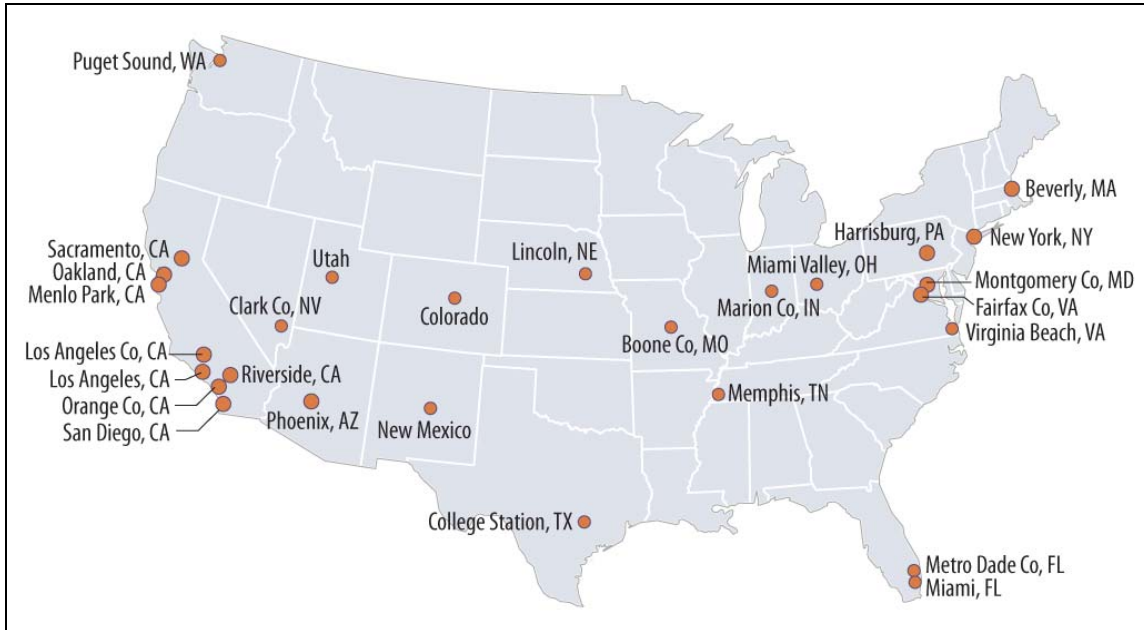 Puget Sound, WA
Beverly, MA
Harrisburg, PA
New York, NY
Sacramento, CA
Oakland, CA
Menlo Park, CA
Utah
Lincoln, NE
Miami Valley, OH
Montgomery Co, MD
Clark Co, NV
Colorado
Marion Co, IN
Fairfax Co, VA
Boone Co, MO
Virginia Beach, VA
Los Angeles Co, CA
Los Angeles, CA
Riverside, CA
Orange Co, CA
San Diego, CA
Phoenix, AZ
New Mexico
Memphis, TN
College Station, TX
Metro Dade Co, FL
Miami, FL